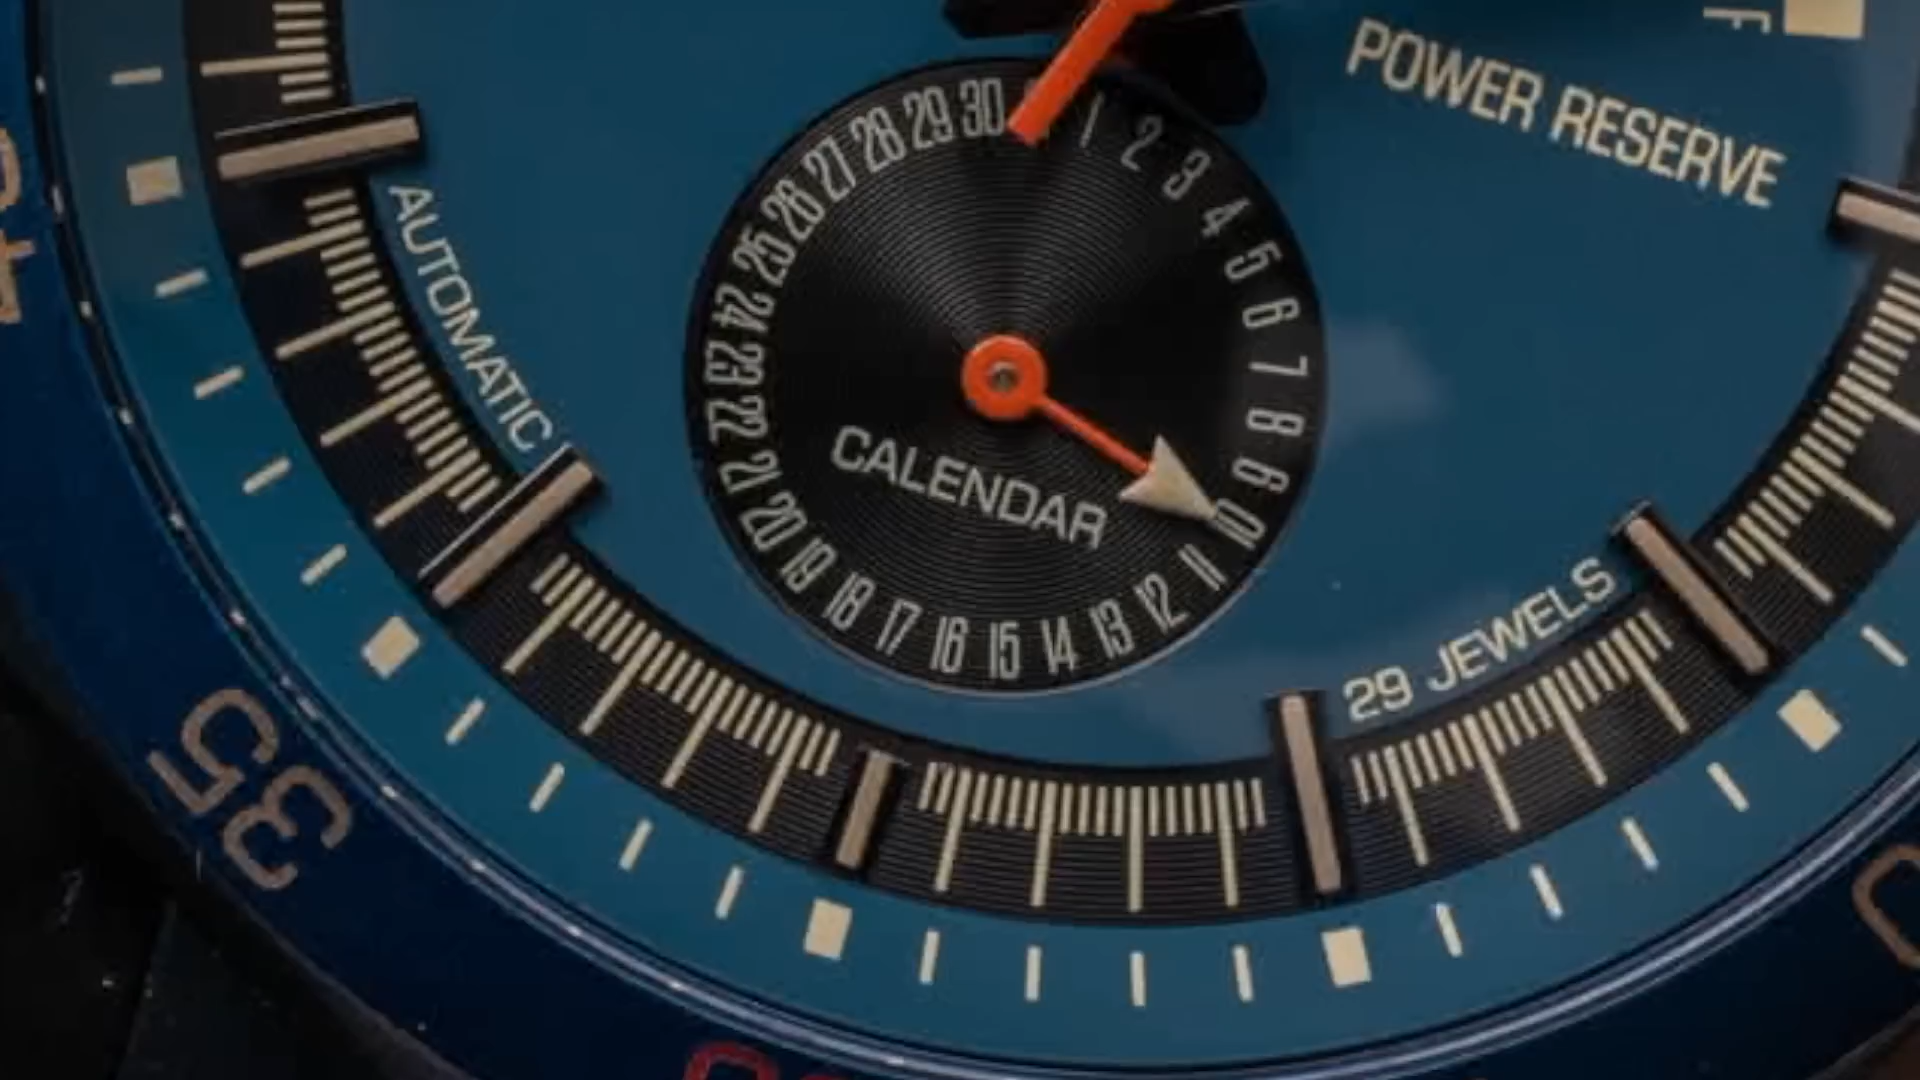 F
POWER RESERVE
AUTOMATIC
1 2 3 4 5 6 7 8 9 10 11 12 13 14 15 16 17 18 19 20 21 22 23 24 25 26 27 28 29 30
CALENDAR
29 JEWELS
35